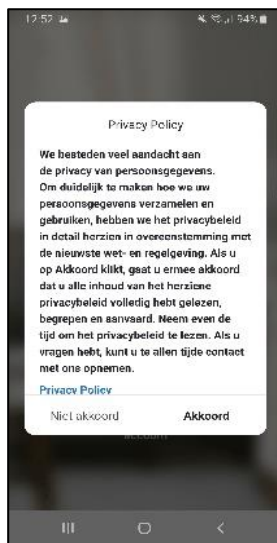 12:52
94%
Privacy Policy
We besteden veel aandacht aan
de privacy van persoonsgegevens.
Om duidelijk te maken hoe we uw
persoonsgegevens verzamelen en
gebruiken, hebben we het privacybeleid
in detail herzien in overeenstemming met
de nieuwste wet- en regelgeving. Als u
op Akkoord klikt, gaat u ermee akkoord
dat u alle inhoud van het herziene
privacybeleid volledig hebt gelezen,
begrepen en aanvaard. Neem even de
tijd om het privacybeleid te lezen. Als u
vragen hebt, kunt u te allen tijde contact
met ons opnemen.
Privacy Policy
Niet akkoord Akkoord
account